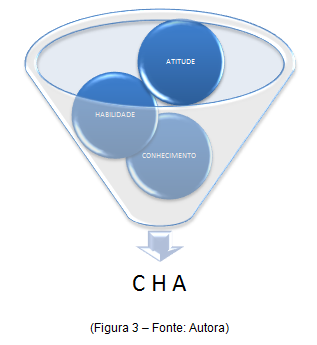 ATITUDE
HABILIDADE
CONHECIMENTO
C H A
(Figura 3 – Fonte: Autora)